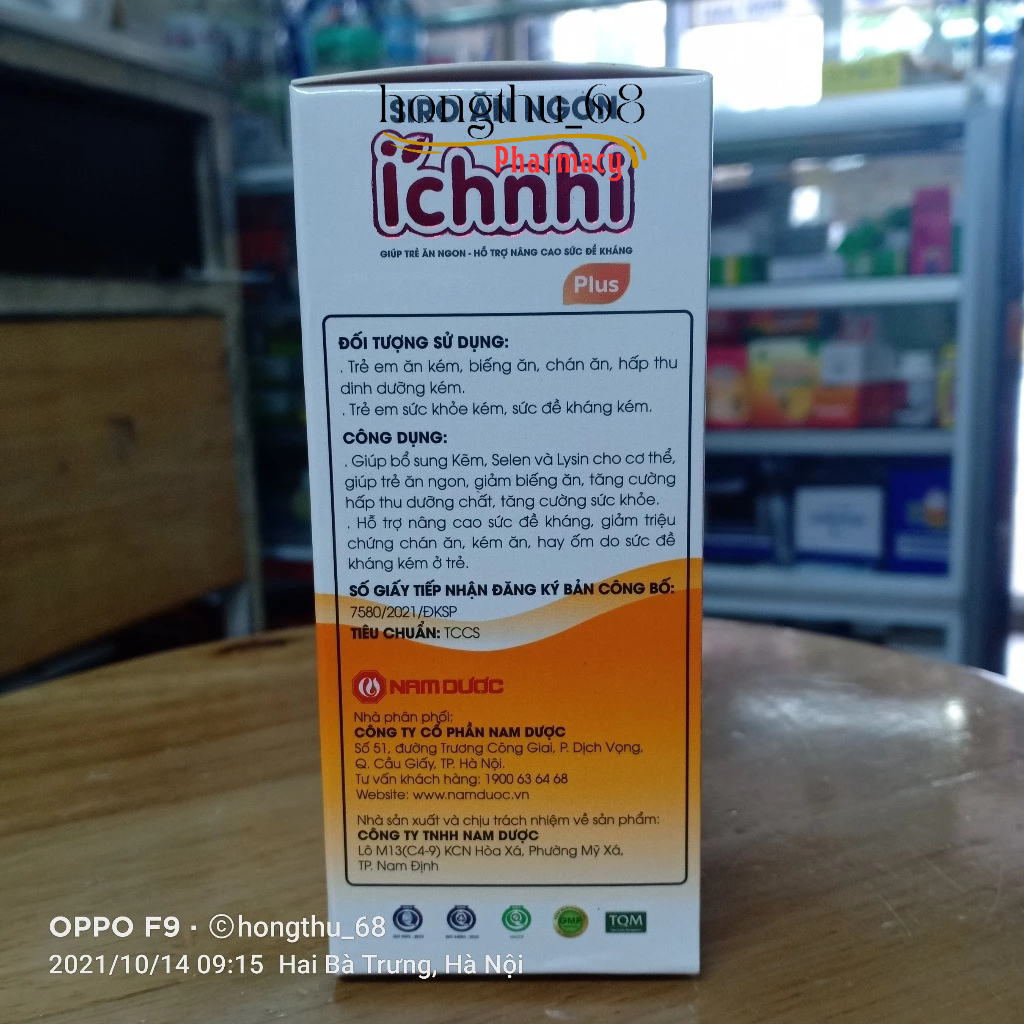 SIRO ĂN NGON
hongthu_68
Pharmacy
ichnhi
GIÚP TRẺ ĂN NGON - HỖ TRỢ NÂNG CAO SỨC ĐỀ KHÁNG
Plus
ĐỐI TƯỢNG SỬ DỤNG:
. Trẻ em ăn kém, biếng ăn, chán ăn, hấp thu
dinh dưỡng kém.
. Trẻ em sức khỏe kém, sức đề kháng kém.
CÔNG DỤNG:
. Giúp bổ sung Kẽm, Selen và Lysin cho cơ thể,
giúp trẻ ăn ngon, giảm biếng ăn, tăng cường
hấp thu dưỡng chất, tăng cường sức khỏe.
. Hỗ trợ nâng cao sức đề kháng, giảm triệu
chứng chán ăn, kém ăn, hay ốm do sức đề
kháng kém ở trẻ.
SỐ GIẤY TIẾP NHẬN ĐĂNG KÝ BẢN CÔNG BỐ:
7580/2021/ĐKSP
TIÊU CHUẨN: TCCS
NAM DƯỢC
Nhà phân phối:
CÔNG TY CỔ PHẦN NAM DƯỢC
Số 51, đường Trương Công Giai, P. Dịch Vọng,
Q. Cầu Giấy, TP. Hà Nội.
Tư vấn khách hàng: 1900 63 64 68
Website: www.namduoc.vn
Nhà sản xuất và chịu trách nhiệm về sản phẩm:
CÔNG TY TNHH NAM DƯỢC
Lô M13(C4-9) KCN Hòa Xá, Phường Mỹ Xá,
TP. Nam Định
GMP
TQM
OPPO F9 · ©hongthu_68
2021/10/14 09:15 Hai Bà Trưng, Hà Nội